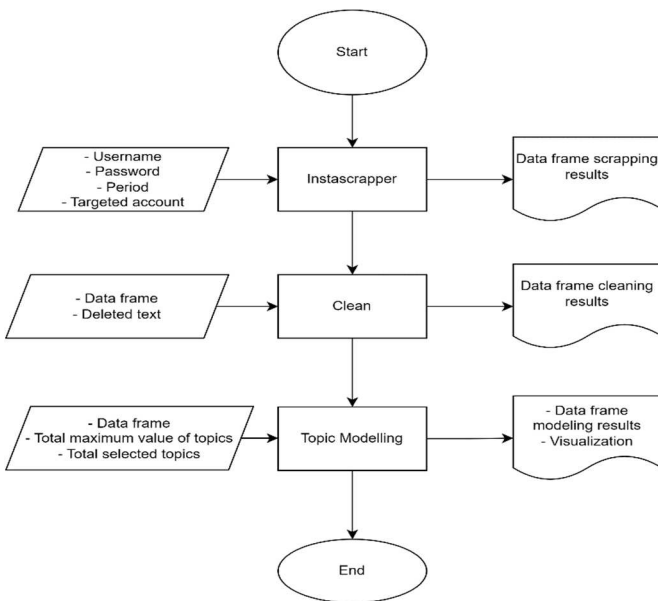 Start
- Username
- Password
- Period
- Targeted account
Instascrapper
Data frame scrapping
results
- Data frame
- Deleted text
Clean
Data frame cleaning
results
- Data frame
- Total maximum value of topics
- Total selected topics
Topic Modelling
- Data frame
modeling results
- Visualization
End